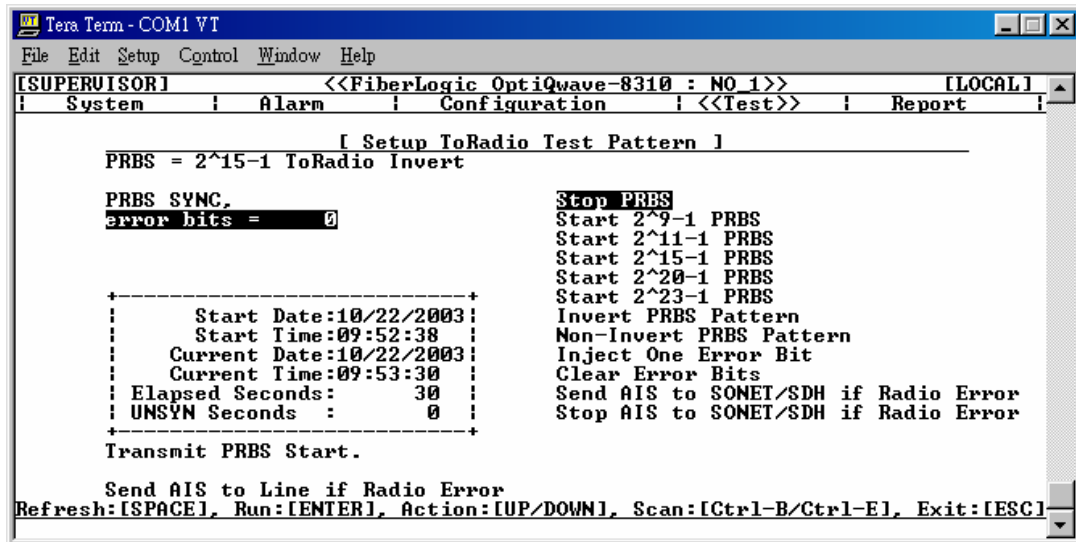 Tera Term - COM1 VT
File Edit Setup Control Window Help
[SUPERVISOR] <<FiberLogic OptiQwave-8310 : NO_1>> [LOCAL]
| System | Alarm | Configuration | <<Test>> | Report |
[ Setup ToRadio Test Pattern ]
PRBS = 2^15-1 ToRadio Invert
PRBS SYNC, Stop PRBS
error bits = 0 Start 2^9-1 PRBS
Start 2^11-1 PRBS
Start 2^15-1 PRBS
Start 2^20-1 PRBS
+-----------------------------+ Start 2^23-1 PRBS
| Start Date:10/22/2003| Invert PRBS Pattern
| Start Time:09:52:38 | Non-Invert PRBS Pattern
| Current Date:10/22/2003| Inject One Error Bit
| Current Time:09:53:30 | Clear Error Bits
| Elapsed Seconds: 30 | Send AIS to SONET/SDH if Radio Error
| UNSYN Seconds : 0 | Stop AIS to SONET/SDH if Radio Error
+-----------------------------+
Transmit PRBS Start.
Send AIS to Line if Radio Error
Refresh:[SPACE], Run:[ENTER], Action:[UP/DOWN], Scan:[Ctrl-B/Ctrl-E], Exit:[ESC]